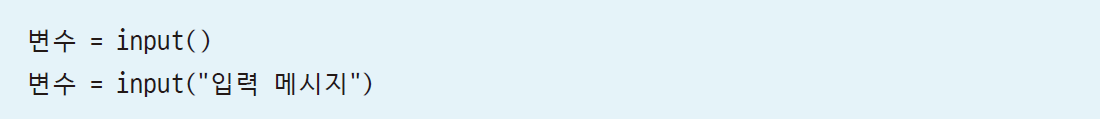 변수 = input()
변수 = input("입력 메시지")